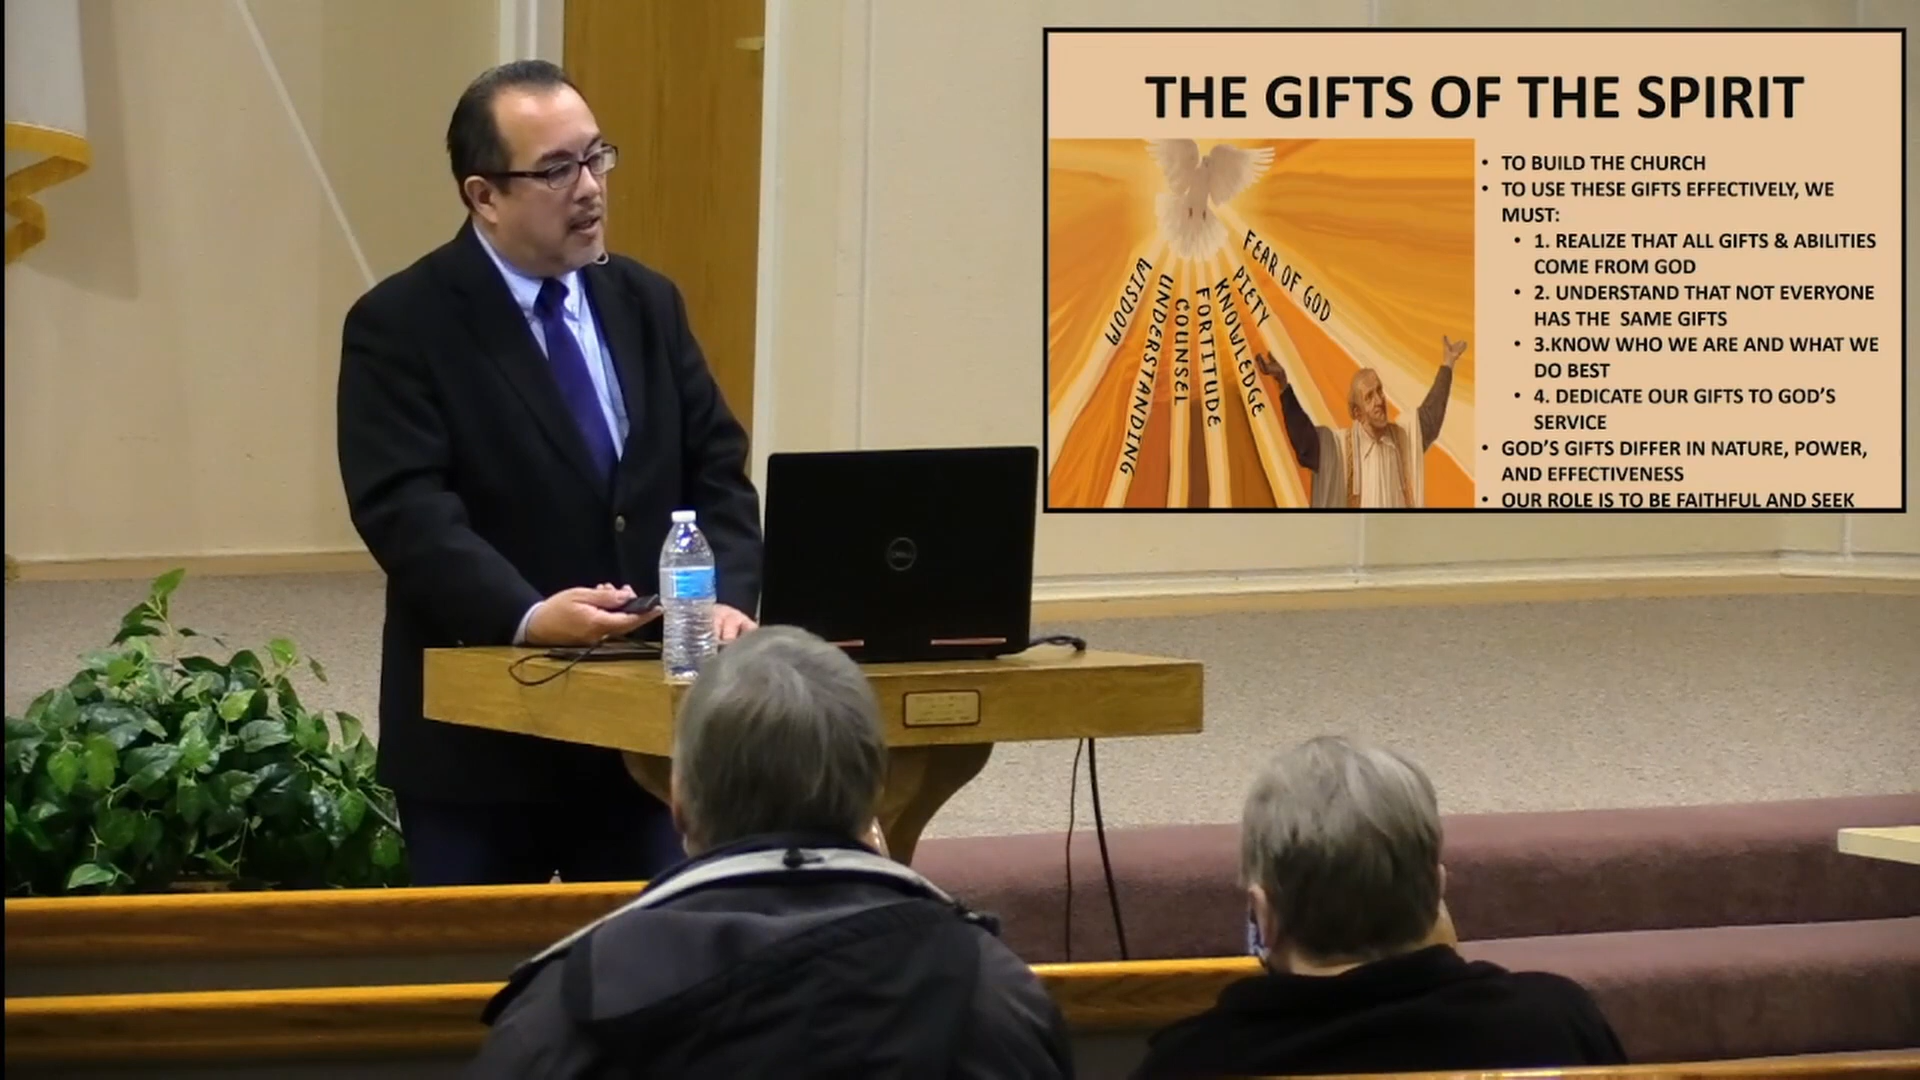 THE GIFTS OF THE SPIRIT
WISDOM
UNDERSTANDING
COUNSEL
FORTITUDE
KNOWLEDGE
PIETY
FEAR OF GOD
• TO BUILD THE CHURCH
• TO USE THESE GIFTS EFFECTIVELY, WE
MUST:
• 1. REALIZE THAT ALL GIFTS & ABILITIES
COME FROM GOD
• 2. UNDERSTAND THAT NOT EVERYONE
HAS THE SAME GIFTS
• 3.KNOW WHO WE ARE AND WHAT WE
DO BEST
• 4. DEDICATE OUR GIFTS TO GOD'S
SERVICE
• GOD'S GIFTS DIFFER IN NATURE, POWER,
AND EFFECTIVENESS
• OUR ROLE IS TO BE FAITHFUL AND SEEK
DELL